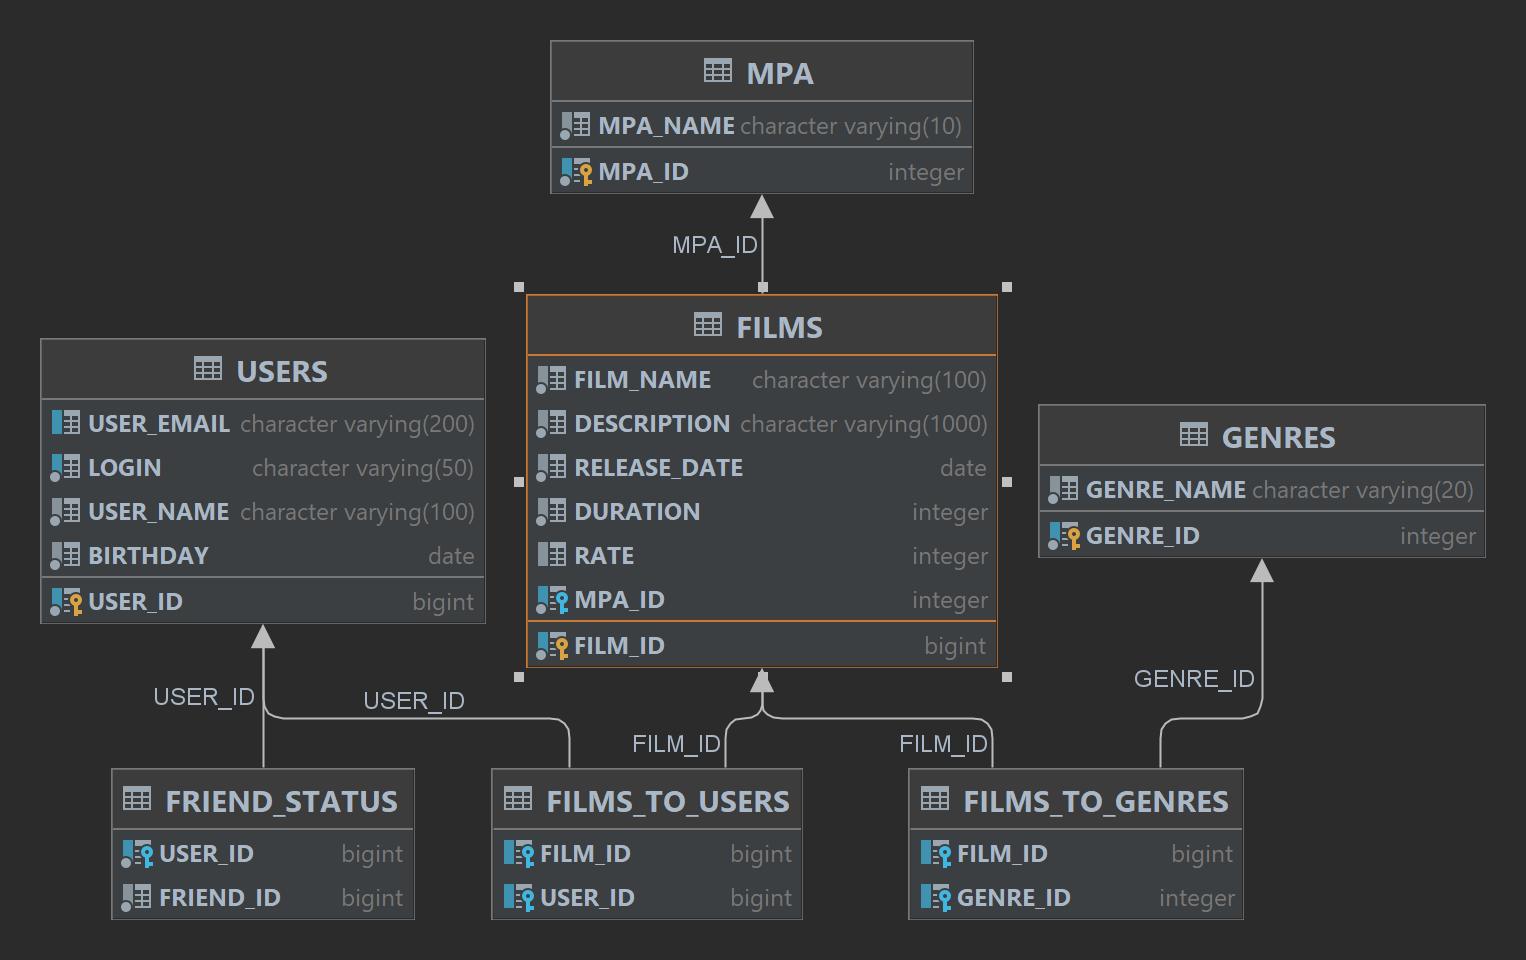 MPA
MPA_NAME character varying(10)
MPA_ID integer
MPA_ID
FILMS
FILM_NAME character varying(100)
DESCRIPTION character varying(1000)
RELEASE_DATE date
DURATION integer
RATE integer
MPA_ID integer
FILM_ID bigint
USERS
USER_EMAIL character varying(200)
LOGIN character varying(50)
USER_NAME character varying(100)
BIRTHDAY date
USER_ID bigint
GENRES
GENRE_NAME character varying(20)
GENRE_ID integer
USER_ID
USER_ID
FILM_ID
FILM_ID
GENRE_ID
FRIEND_STATUS
USER_ID bigint
FRIEND_ID bigint
FILMS_TO_USERS
FILM_ID bigint
USER_ID bigint
FILMS_TO_GENRES
FILM_ID bigint
GENRE_ID integer